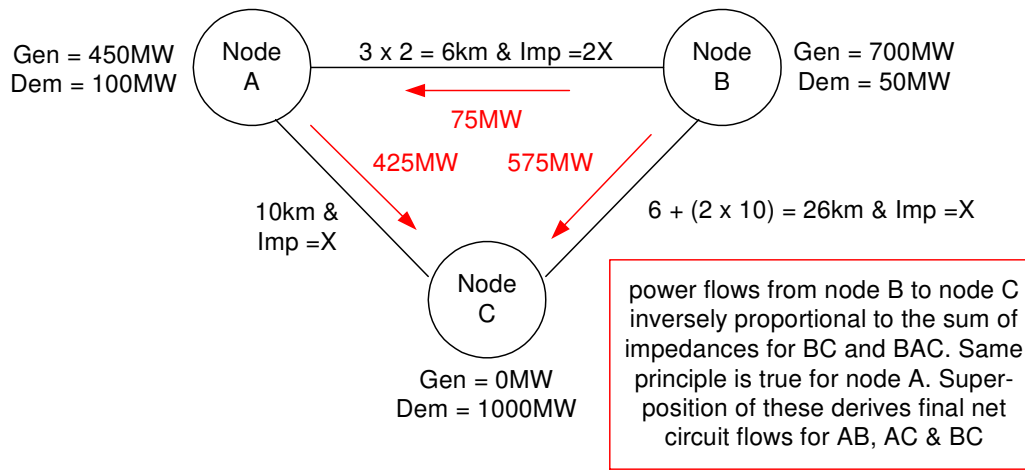 Gen = 450MW
Dem = 100MW
Node
A
3 x 2 = 6km & Imp =2X
Node
B
Gen = 700MW
Dem = 50MW
75MW
425MW
575MW
10km &
Imp =X
6 + (2 x 10) = 26km & Imp =X
Node
C
Gen = 0MW
Dem = 1000MW
power flows from node B to node C
inversely proportional to the sum of
impedances for BC and BAC. Same
principle is true for node A. Super-
position of these derives final net
circuit flows for AB, AC & BC